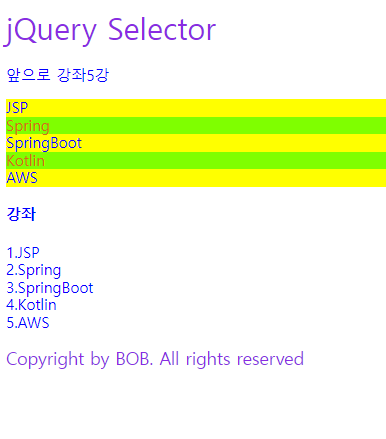 jQuery Selector
앞으로 강좌5강
JSP
Spring
SpringBoot
Kotlin
AWS
강좌
1.JSP
2.Spring
3.SpringBoot
4.Kotlin
5.AWS
Copyright by BOB. All rights reserved